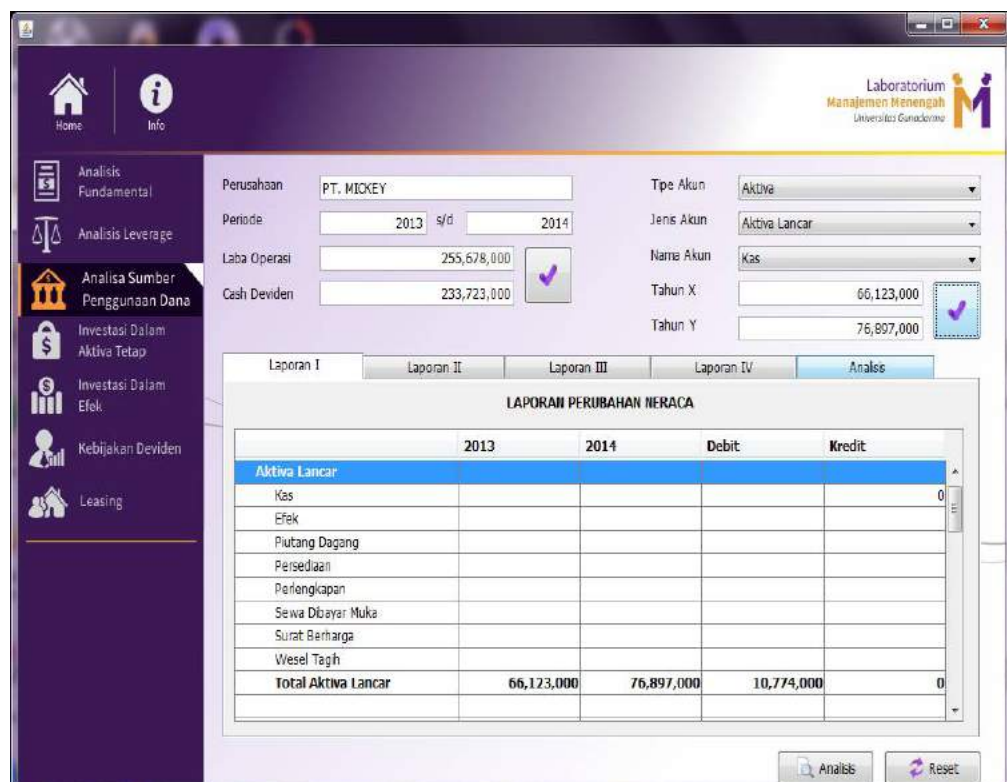 Home
Info
Laboratorium
Manajemen Menengah
Universitas Gunadarma
Analisis
Fundamental
Analisis Leverage
Analisa Sumber
Penggunaan Dana
Investasi Dalam
Aktiva Tetap
Investasi Dalam
Efek
Kebijakan Deviden
Leasing
Perusahaan PT. MICKEY
Periode 2013 s/d 2014
Laba Operasi 255,678,000
Cash Deviden 233,723,000
Tipe Akun Aktiva
Jenis Akun Aktiva Lancar
Nama Akun Kas
Tahun X 66,123,000
Tahun Y 76,897,000
Laporan I Laporan II Laporan III Laporan IV Analisis
LAPORAN PERUBAHAN NERACA
2013 2014 Debit Kredit
Aktiva Lancar
Kas 0
Efek
Piutang Dagang
Persediaan
Perlengkapan
Sewa Dibayar Muka
Surat Berharga
Wesel Tagih
Total Aktiva Lancar 66,123,000 76,897,000 10,774,000 0
Analisis Reset